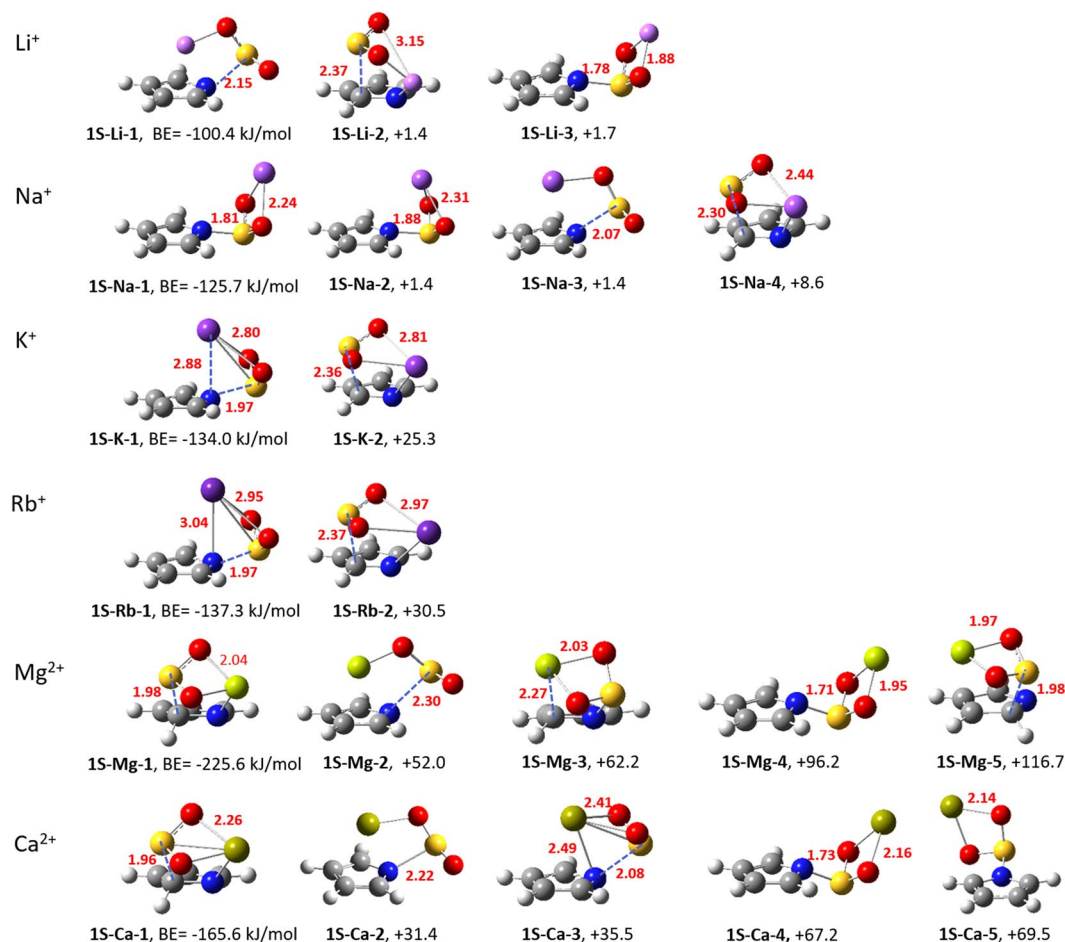 Li⁺
3.15
2.15
2.37
1.78
1.88
1S-Li-1, BE= -100.4 kJ/mol
1S-Li-2, +1.4
1S-Li-3, +1.7
Na⁺
1.81
2.24
1.88
2.31
2.07
2.44
2.30
1S-Na-1, BE= -125.7 kJ/mol
1S-Na-2, +1.4
1S-Na-3, +1.4
1S-Na-4, +8.6
K⁺
2.80
2.88
1.97
2.81
2.36
1S-K-1, BE= -134.0 kJ/mol
1S-K-2, +25.3
Rb⁺
2.95
3.04
1.97
2.97
2.37
1S-Rb-1, BE= -137.3 kJ/mol
1S-Rb-2, +30.5
Mg²⁺
2.04
1.98
2.30
2.03
2.27
1.71
1.95
1.97
1.98
1S-Mg-1, BE= -225.6 kJ/mol
1S-Mg-2, +52.0
1S-Mg-3, +62.2
1S-Mg-4, +96.2
1S-Mg-5, +116.7
Ca²⁺
2.26
1.96
2.22
2.41
2.49
2.08
1.73
2.16
2.14
1S-Ca-1, BE= -165.6 kJ/mol
1S-Ca-2, +31.4
1S-Ca-3, +35.5
1S-Ca-4, +67.2
1S-Ca-5, +69.5